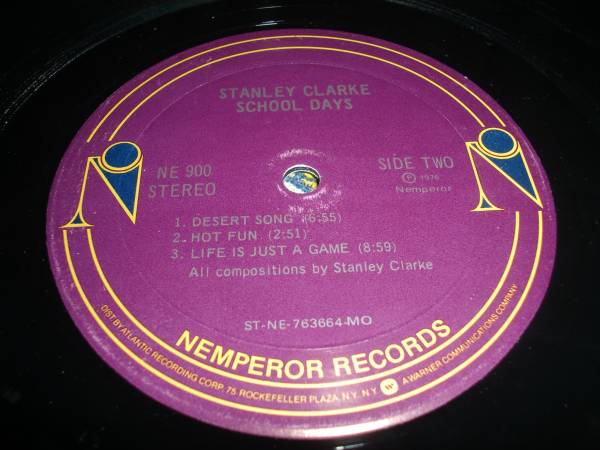 STANLEY CLARKE
SCHOOL DAYS
NE 900
STEREO
SIDE TWO
Ⓟ 1976
Nemperor
1. DESERT SONG (6:55)
2. HOT FUN (2:51)
3. LIFE IS JUST A GAME (8:59)
All compositions by Stanley Clarke
ST-NE-763664-MO
NEMPEROR RECORDS
DIST. BY ATLANTIC RECORDING CORP. 75 ROCKEFELLER PLAZA, N.Y. N.Y. W A WARNER COMMUNICATIONS COMPANY